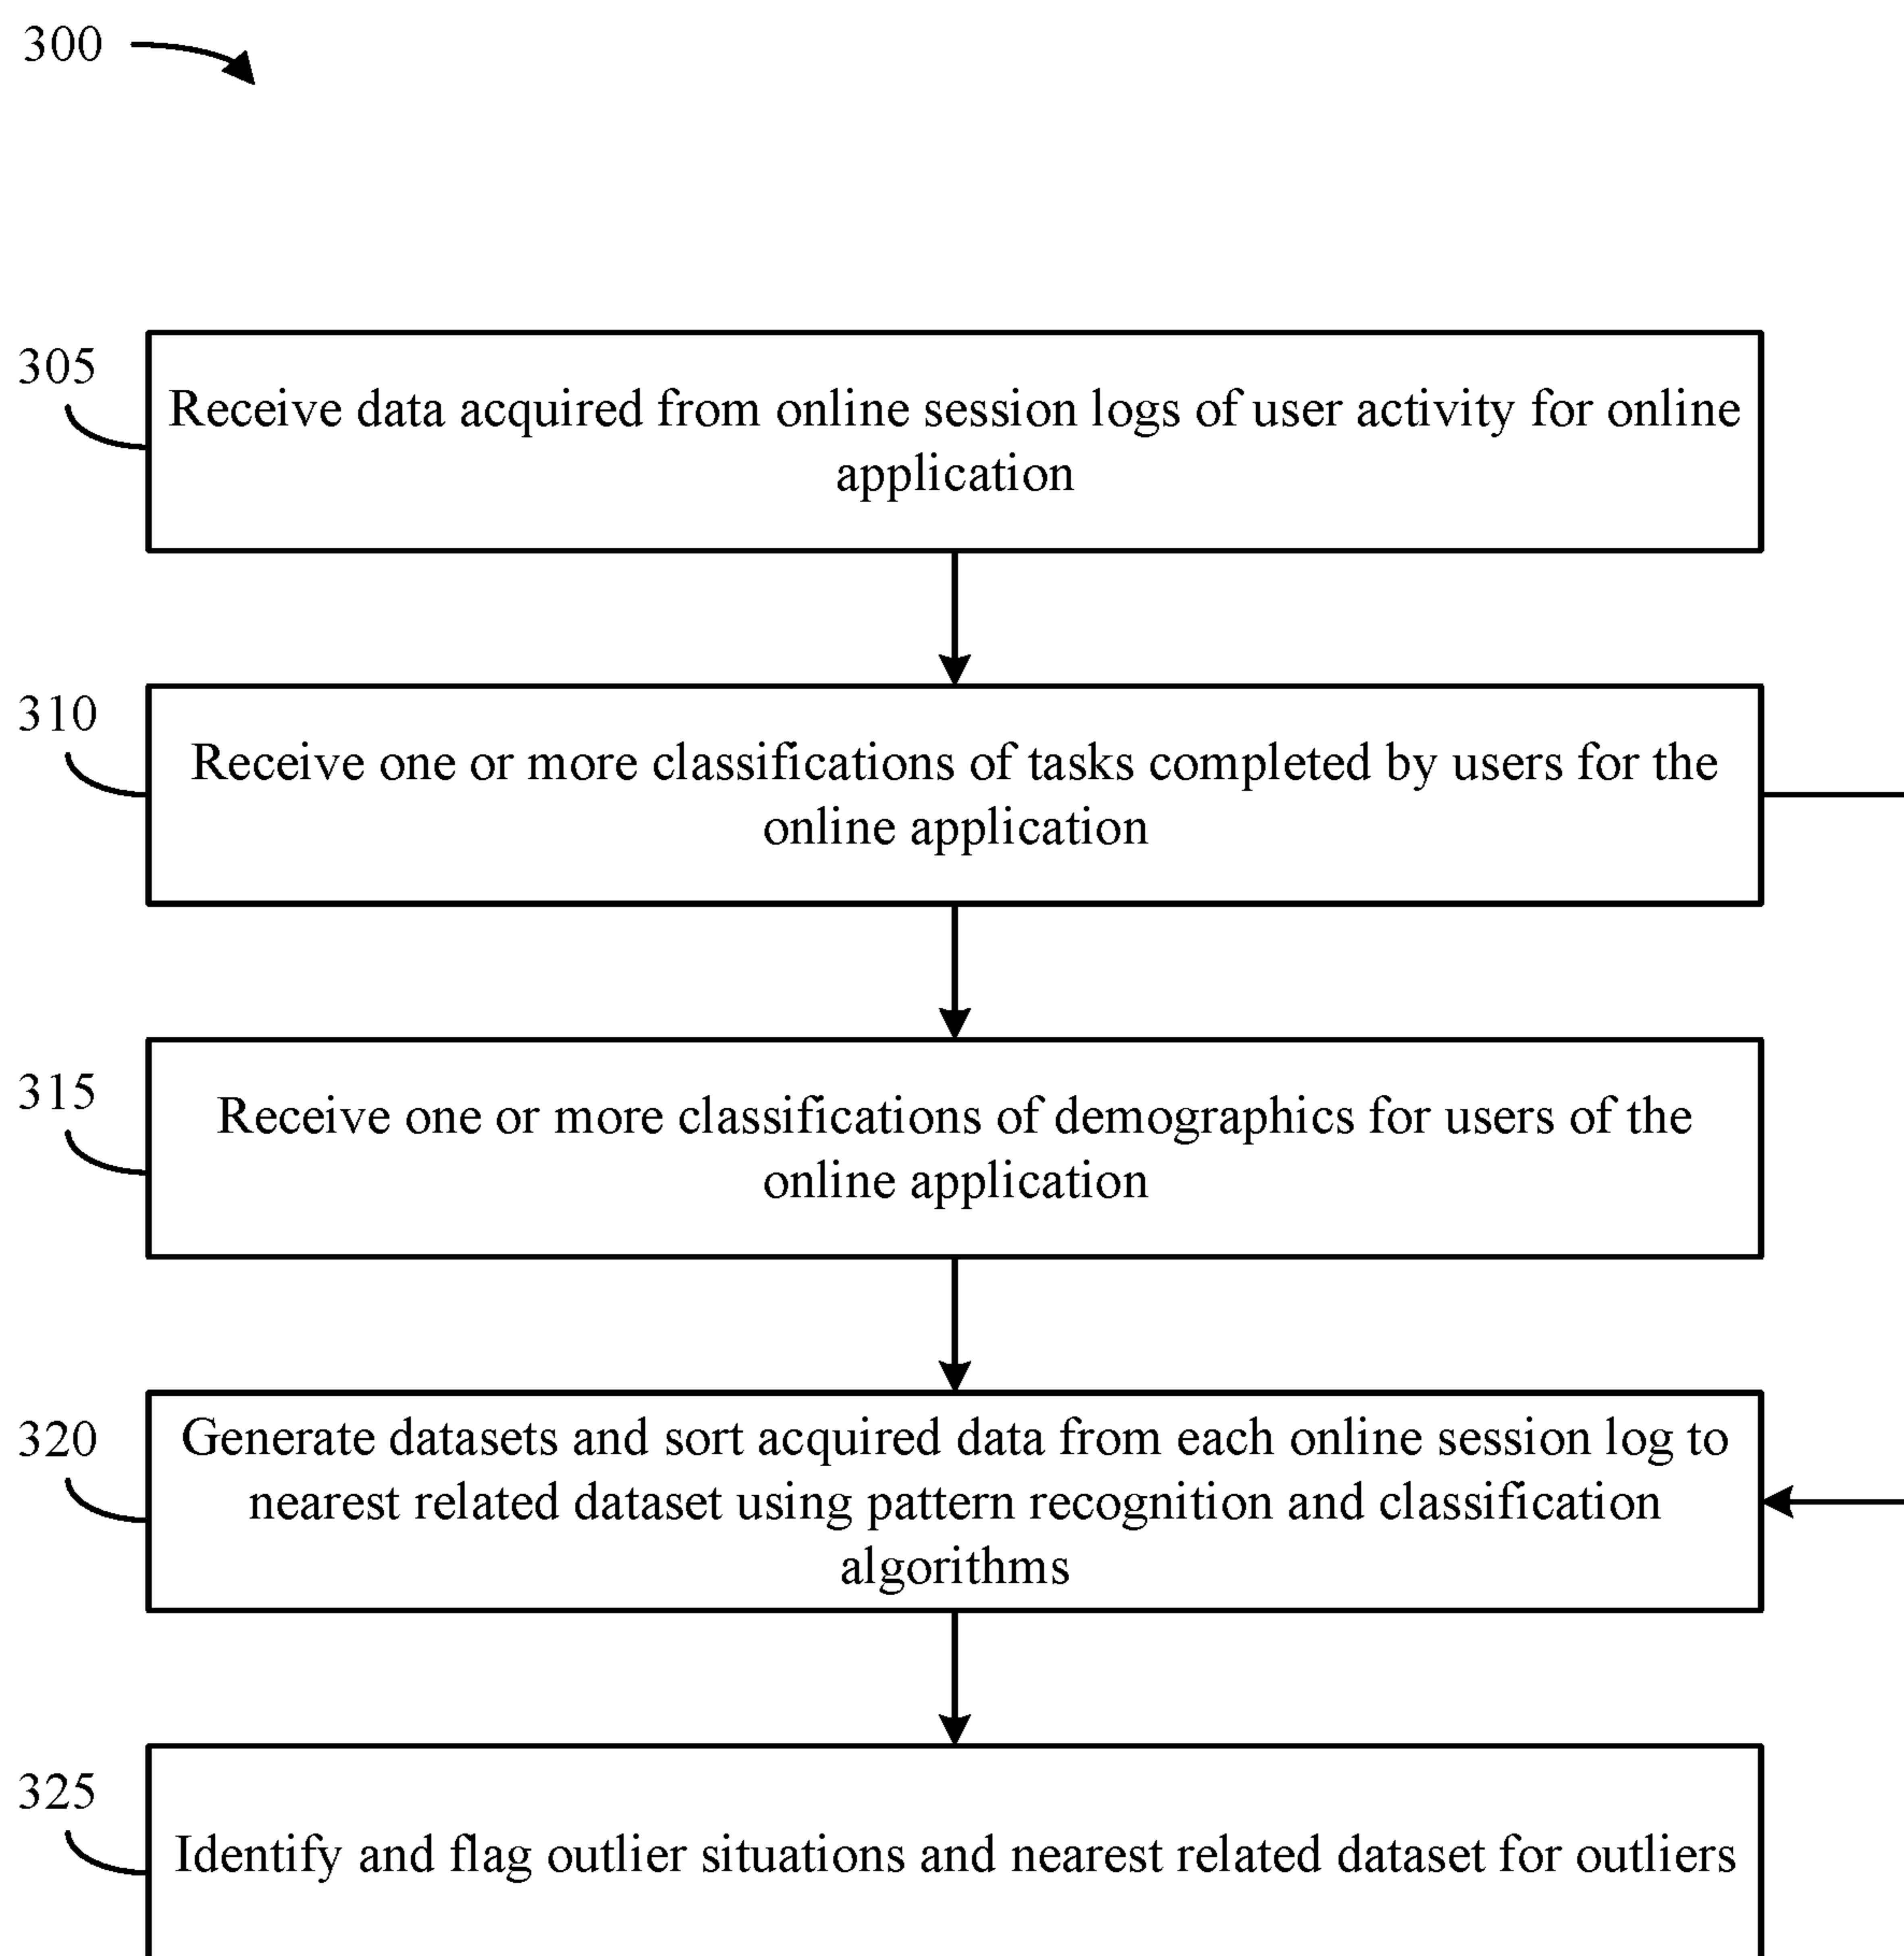 300
305
Receive data acquired from online session logs of user activity for online
application
310
Receive one or more classifications of tasks completed by users for the
online application
315
Receive one or more classifications of demographics for users of the
online application
320
Generate datasets and sort acquired data from each online session log to
nearest related dataset using pattern recognition and classification
algorithms
325
Identify and flag outlier situations and nearest related dataset for outliers